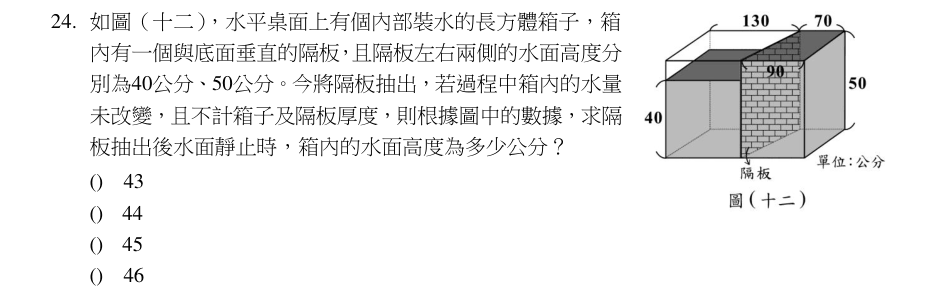 24. 如圖（十二），水平桌面上有個內部裝水的長方體箱子，箱
內有一個與底面垂直的隔板，且隔板左右兩側的水面高度分
別為40公分、50公分。今將隔板抽出，若過程中箱內的水量
未改變，且不計箱子及隔板厚度，則根據圖中的數據，求隔
板抽出後水面靜止時，箱內的水面高度為多少公分？
() 43
() 44
() 45
() 46
130 70
90
50
40
單位：公分
隔板
圖（十二）